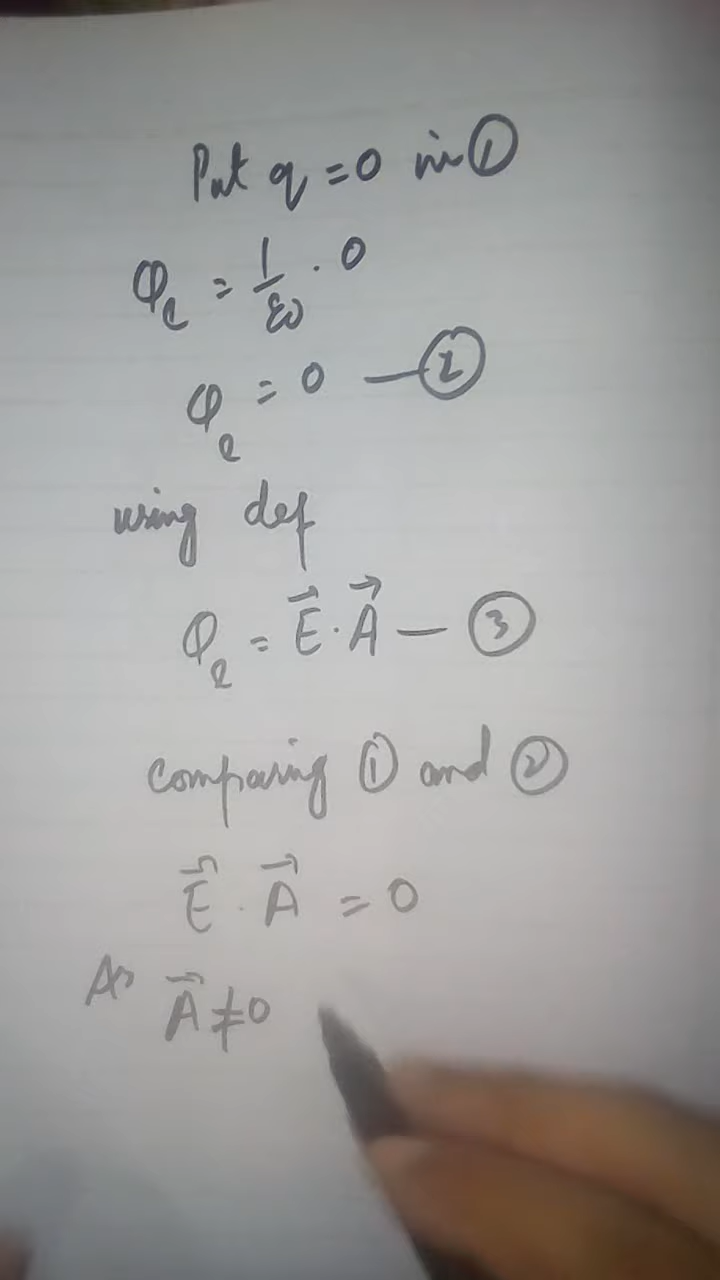 Put q = 0 in ①
φe = 1/ε0 . 0
φe = 0 — ②
using def
φe = E⃗ . A⃗ — ③
comparing ① and ②
E⃗ . A⃗ = 0
As A⃗ ≠ 0